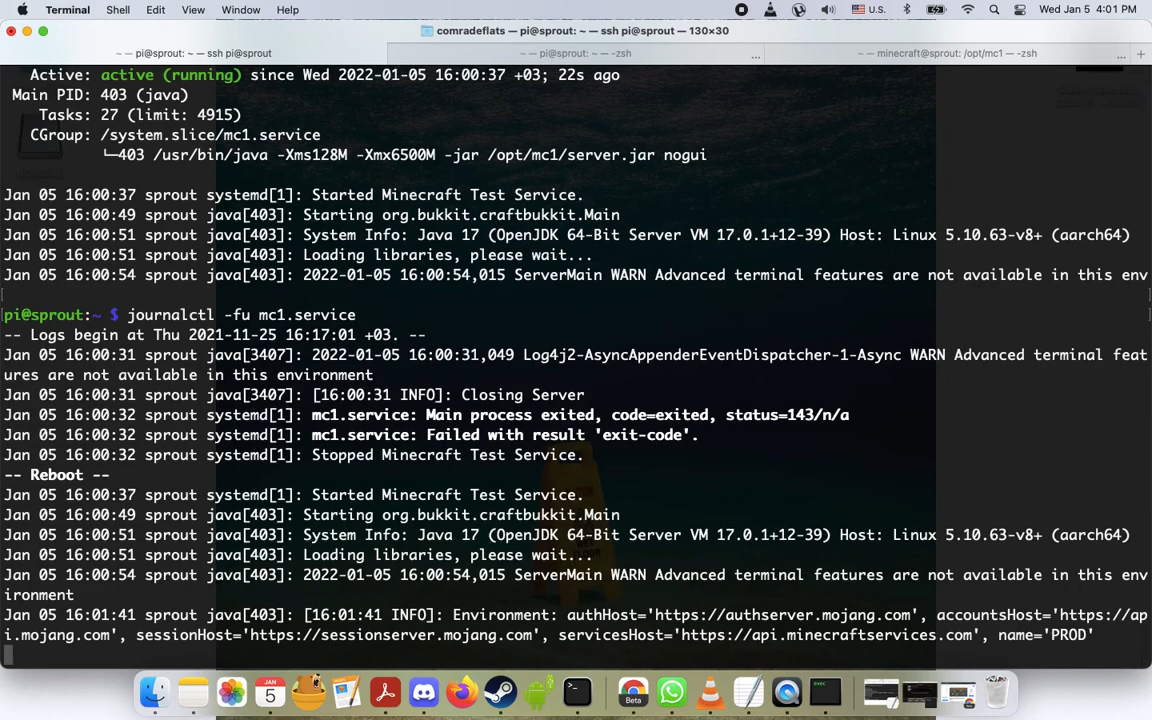 Terminal Shell Edit View Window Help U.S. Wed Jan 5 4:01 PM
comradeflats — pi@sprout: ~ — ssh pi@sprout — 130×30
~ — pi@sprout: ~ — ssh pi@sprout ~ — pi@sprout: ~ — -zsh ... ~ — minecraft@sprout: /opt/mc1 — -zsh ... +
Active: active (running) since Wed 2022-01-05 16:00:37 +03; 22s ago
Main PID: 403 (java)
Tasks: 27 (limit: 4915)
CGroup: /system.slice/mc1.service
└─403 /usr/bin/java -Xms128M -Xmx6500M -jar /opt/mc1/server.jar nogui
Jan 05 16:00:37 sprout systemd[1]: Started Minecraft Test Service.
Jan 05 16:00:49 sprout java[403]: Starting org.bukkit.craftbukkit.Main
Jan 05 16:00:51 sprout java[403]: System Info: Java 17 (OpenJDK 64-Bit Server VM 17.0.1+12-39) Host: Linux 5.10.63-v8+ (aarch64)
Jan 05 16:00:51 sprout java[403]: Loading libraries, please wait...
Jan 05 16:00:54 sprout java[403]: 2022-01-05 16:00:54,015 ServerMain WARN Advanced terminal features are not available in this env
pi@sprout:~ $ journalctl -fu mc1.service
-- Logs begin at Thu 2021-11-25 16:17:01 +03. --
Jan 05 16:00:31 sprout java[3407]: 2022-01-05 16:00:31,049 Log4j2-AsyncAppenderEventDispatcher-1-Async WARN Advanced terminal feat
ures are not available in this environment
Jan 05 16:00:31 sprout java[3407]: [16:00:31 INFO]: Closing Server
Jan 05 16:00:32 sprout systemd[1]: mc1.service: Main process exited, code=exited, status=143/n/a
Jan 05 16:00:32 sprout systemd[1]: mc1.service: Failed with result 'exit-code'.
Jan 05 16:00:32 sprout systemd[1]: Stopped Minecraft Test Service.
-- Reboot --
Jan 05 16:00:37 sprout systemd[1]: Started Minecraft Test Service.
Jan 05 16:00:49 sprout java[403]: Starting org.bukkit.craftbukkit.Main
Jan 05 16:00:51 sprout java[403]: System Info: Java 17 (OpenJDK 64-Bit Server VM 17.0.1+12-39) Host: Linux 5.10.63-v8+ (aarch64)
Jan 05 16:00:51 sprout java[403]: Loading libraries, please wait...
Jan 05 16:00:54 sprout java[403]: 2022-01-05 16:00:54,015 ServerMain WARN Advanced terminal features are not available in this env
ironment
Jan 05 16:01:41 sprout java[403]: [16:01:41 INFO]: Environment: authHost='https://authserver.mojang.com', accountsHost='https://ap
i.mojang.com', sessionHost='https://sessionserver.mojang.com', servicesHost='https://api.minecraftservices.com', name='PROD'
JAN
5
Beta